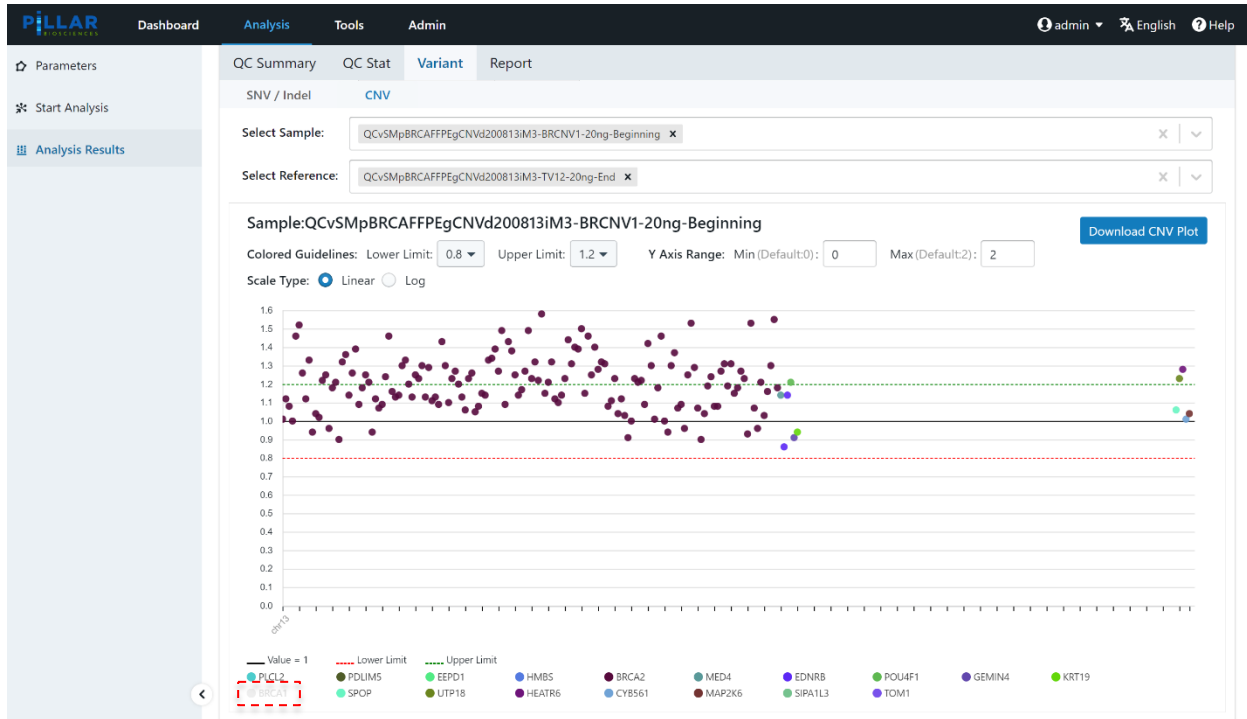 PiLLAR Dashboard Analysis Tools Admin admin English Help
BIOSCIENCES
Parameters
Start Analysis
Analysis Results
QC Summary QC Stat Variant Report
SNV / Indel CNV
Select Sample: QCvSMpBRCAFFPEgCNVd200813iM3-BRCNV1-20ng-Beginning
Select Reference: QCvSMpBRCAFFPEgCNVd200813iM3-TV12-20ng-End
Sample:QCvSMpBRCAFFPEgCNVd200813iM3-BRCNV1-20ng-Beginning
Download CNV Plot
Colored Guidelines: Lower Limit: 0.8 Upper Limit: 1.2 Y Axis Range: Min (Default:0): 0 Max (Default:2): 2
Scale Type: Linear Log
1.6
1.5
1.4
1.3
1.2
1.1
1.0
0.9
0.8
0.7
0.6
0.5
0.4
0.3
0.2
0.1
0.0
chr13
Value = 1 Lower Limit Upper Limit
PLCL2 PDLIM5 EEPD1 HMBS BRCA2 MED4 EDNRB POU4F1 GEMIN4 KRT19
BRCA1 SPOP UTP18 HEATR6 CYB561 MAP2K6 SIPA1L3 TOM1